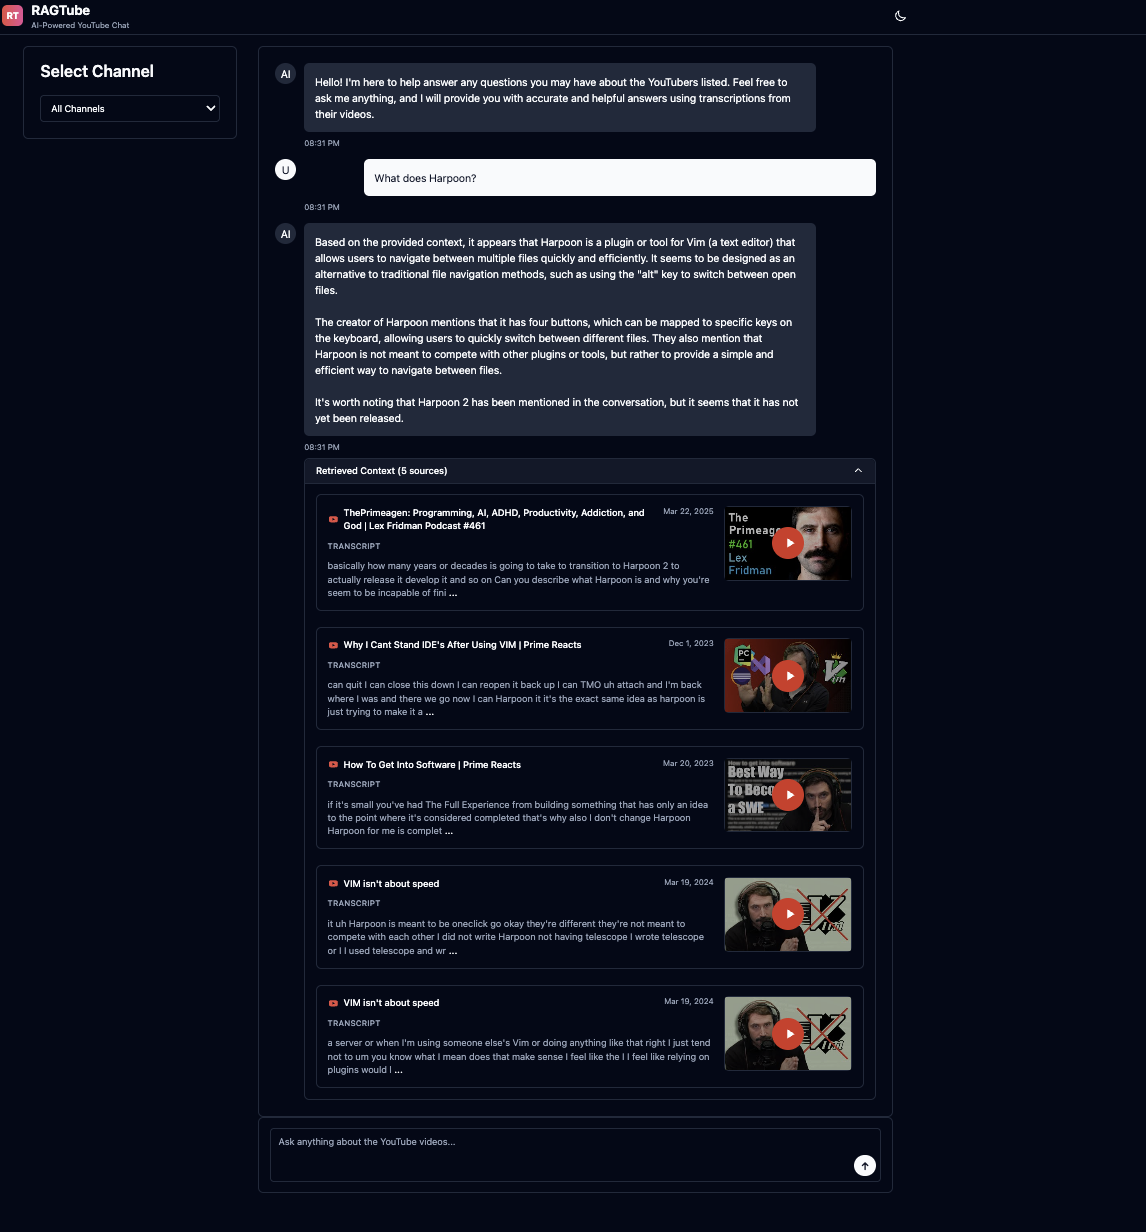 RT
RAGTube
AI-Powered YouTube Chat
Select Channel
All Channels
AI
Hello! I'm here to help answer any questions you may have about the YouTubers listed. Feel free to
ask me anything, and I will provide you with accurate and helpful answers using transcriptions from
their videos.
08:31 PM
U
What does Harpoon?
08:31 PM
AI
Based on the provided context, it appears that Harpoon is a plugin or tool for Vim (a text editor) that
allows users to navigate between multiple files quickly and efficiently. It seems to be designed as an
alternative to traditional file navigation methods, such as using the "alt" key to switch between open
files.
The creator of Harpoon mentions that it has four buttons, which can be mapped to specific keys on
the keyboard, allowing users to quickly switch between different files. They also mention that
Harpoon is not meant to compete with other plugins or tools, but rather to provide a simple and
efficient way to navigate between files.
It's worth noting that Harpoon 2 has been mentioned in the conversation, but it seems that it has not
yet been released.
08:31 PM
Retrieved Context (5 sources)
ThePrimeagen: Programming, AI, ADHD, Productivity, Addiction, and
God | Lex Fridman Podcast #461
Mar 22, 2025
TRANSCRIPT
basically how many years or decades is going to take to transition to Harpoon 2 to
actually release it develop it and so on Can you describe what Harpoon is and why you're
seem to be incapable of fini ...
The
Primeage
#461
Lex
Fridman
Why I Cant Stand IDE's After Using VIM | Prime Reacts
Dec 1, 2023
TRANSCRIPT
can quit I can close this down I can reopen it back up I can TMO uh attach and I'm back
where I was and there we go now I can Harpoon it it's the exact same idea as harpoon is
just trying to make it a ...
PC
How To Get Into Software | Prime Reacts
Mar 20, 2023
TRANSCRIPT
if it's small you've had The Full Experience from building something that has only an idea
to the point where it's considered completed that's why also I don't change Harpoon
Harpoon for me is complet ...
How to get into software
Best Way
To Beco
a SWE
VIM isn't about speed
Mar 19, 2024
TRANSCRIPT
it uh Harpoon is meant to be oneclick go okay they're different they're not meant to
compete with each other I did not write Harpoon not having telescope I wrote telescope
or I I used telescope and wr ...
VIM isn't about speed
Mar 19, 2024
TRANSCRIPT
a server or when I'm using someone else's Vim or doing anything like that right I just tend
not to um you know what I mean does that make sense I feel like the I I feel like relying on
plugins would I ...
Ask anything about the YouTube videos...